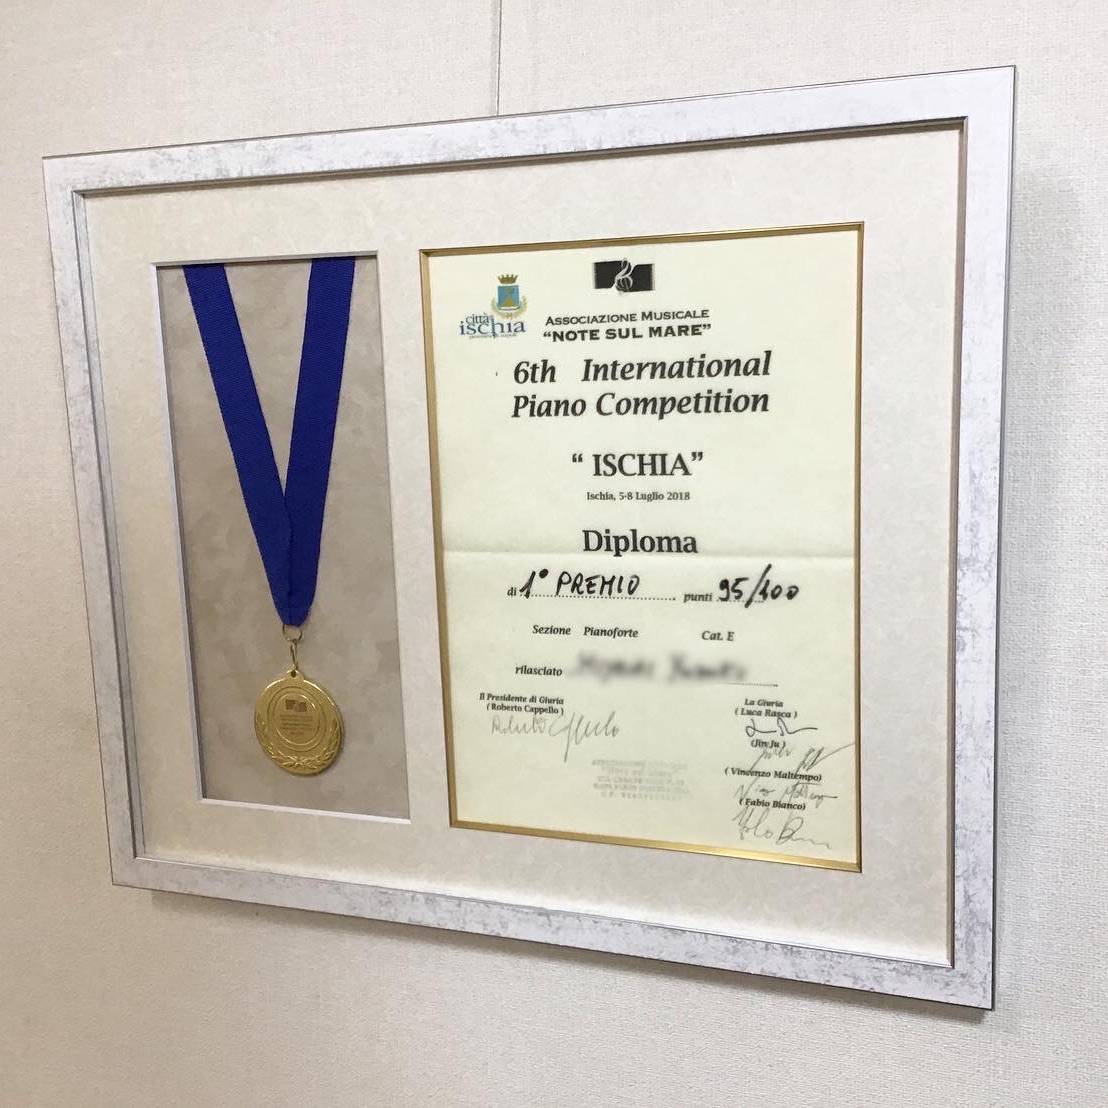 città
ischia
ASSOCIAZIONE MUSICALE
“NOTE SUL MARE”
6th International
Piano Competition
“ ISCHIA”
Ischia, 5-8 Luglio 2018
Diploma
di 1° PREMIO punti 95/100
Sezione Pianoforte Cat. E
rilasciato
Il Presidente di Giuria
( Roberto Cappello )
La Giuria
( Luca Rasca )
(Jin Ju )
( Vincenzo Maltempo)
( Fabio Bianco)